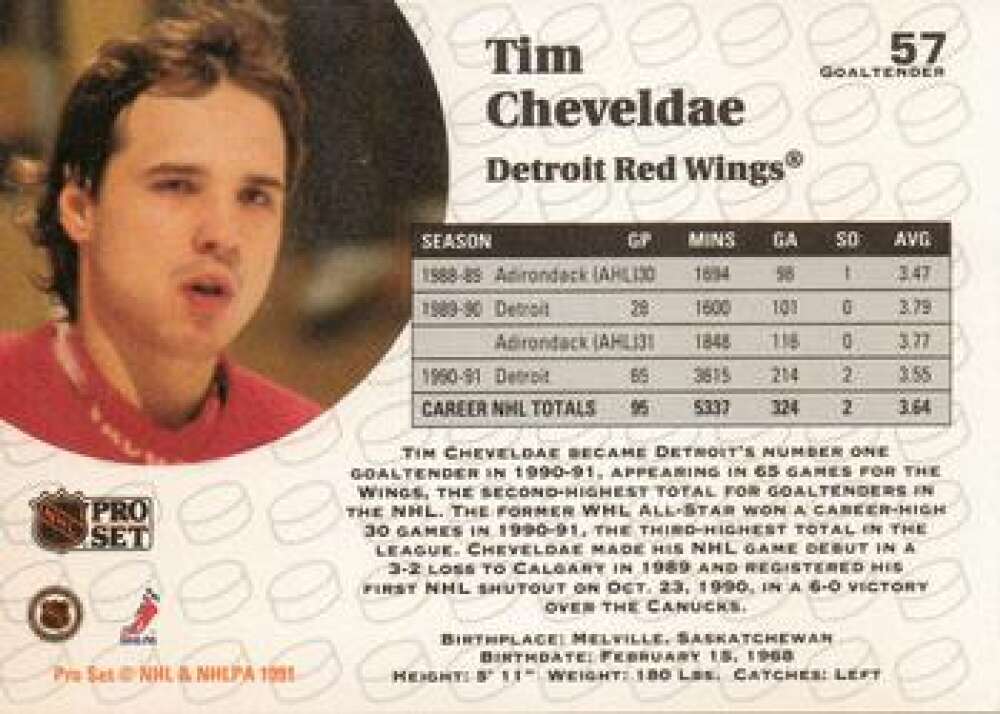 Tim
Cheveldae
57
GOALTENDER
Detroit Red Wings®
SEASON GP MINS GA SO AVG
1988-89 Adirondack (AHL) 30 1694 98 1 3.47
1989-90 Detroit 28 1600 101 0 3.79
Adirondack (AHL) 31 1848 116 0 3.77
1990-91 Detroit 65 3615 214 2 3.55
CAREER NHL TOTALS 95 5337 324 2 3.64
TIM CHEVELDAE BECAME DETROIT'S NUMBER ONE
GOALTENDER IN 1990-91, APPEARING IN 65 GAMES FOR THE
WINGS, THE SECOND-HIGHEST TOTAL FOR GOALTENDERS IN
THE NHL. THE FORMER WHL ALL-STAR WON A CAREER-HIGH
30 GAMES IN 1990-91, THE THIRD-HIGHEST TOTAL IN THE
LEAGUE. CHEVELDAE MADE HIS NHL GAME DEBUT IN A
3-2 LOSS TO CALGARY IN 1989 AND REGISTERED HIS
FIRST NHL SHUTOUT ON OCT. 23, 1990, IN A 6-0 VICTORY
OVER THE CANUCKS.
BIRTHPLACE: MELVILLE, SASKATCHEWAN
BIRTHDATE: FEBRUARY 15, 1968
HEIGHT: 5' 11" WEIGHT: 180 LBS. CATCHES: LEFT
NHL PRO
SET
NHLPA
Pro Set © NHL & NHLPA 1991